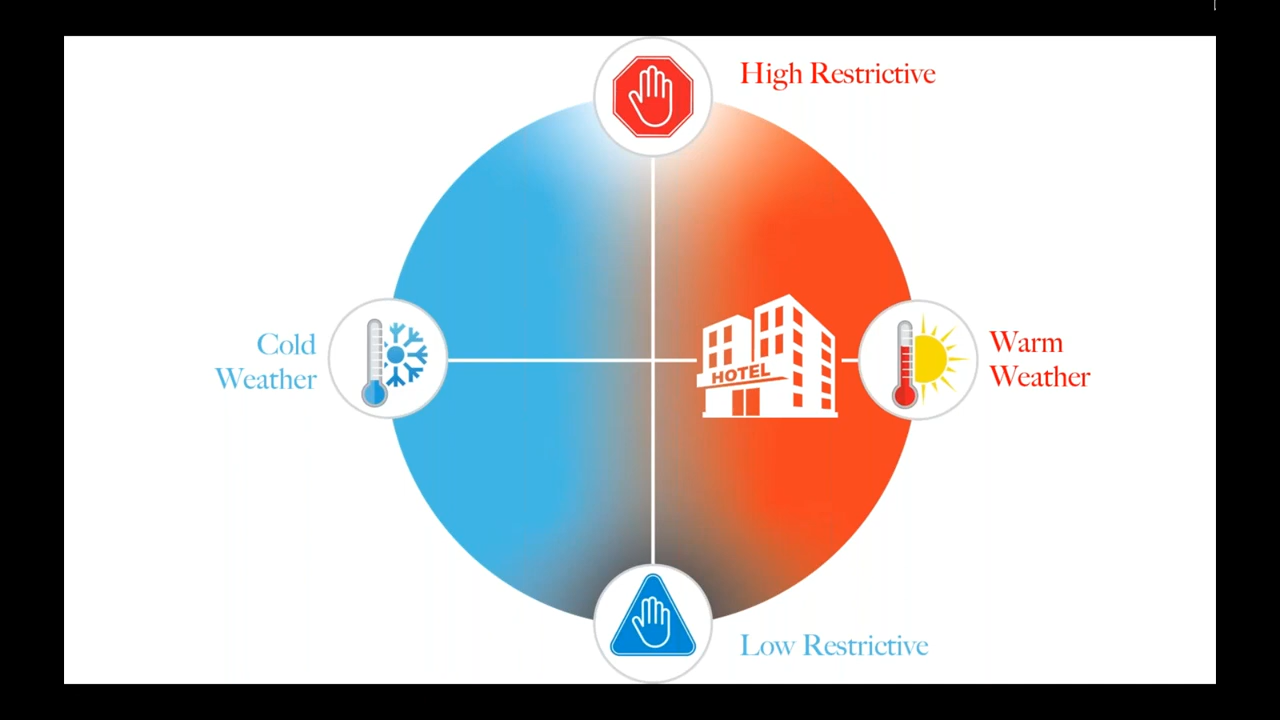 High Restrictive
Cold
Weather
HOTEL
Warm
Weather
Low Restrictive